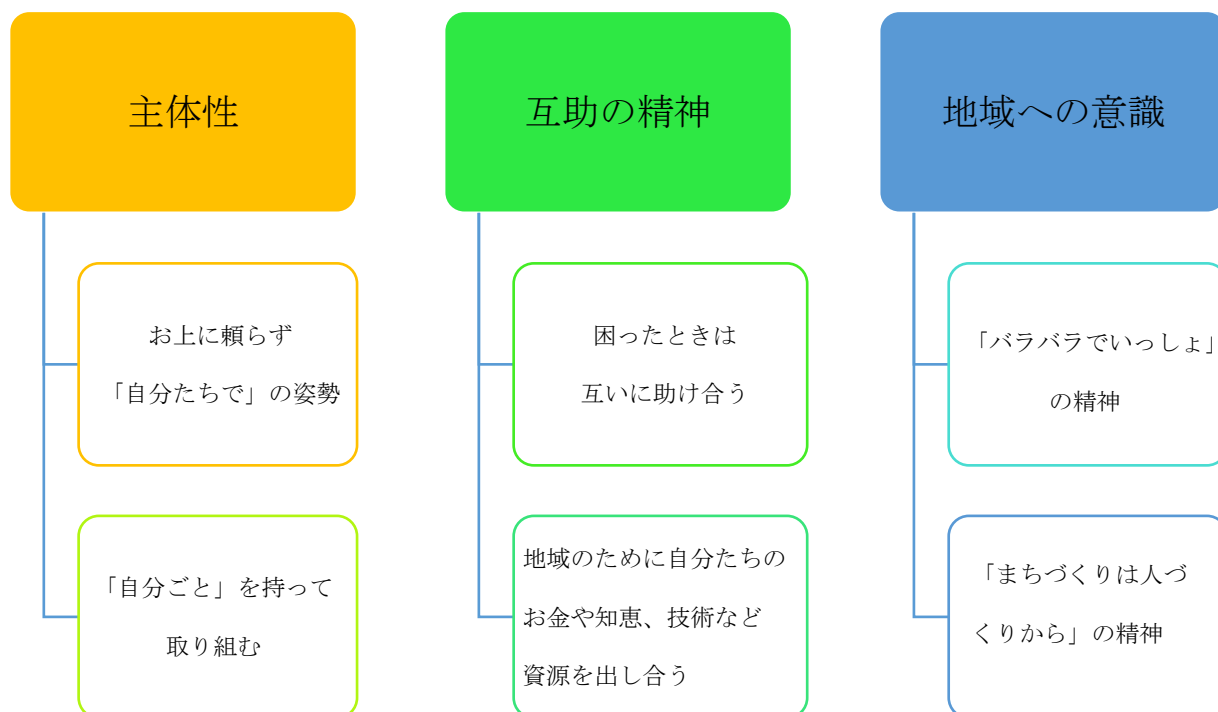 主体性
お上に頼らず
「自分たちで」の姿勢
「自分ごと」を持って
取り組む
互助の精神
困ったときは
互いに助け合う
地域のために自分たちの
お金や知恵、技術など
資源を出し合う
地域への意識
「バラバラでいっしょ」
の精神
「まちづくりは人づ
くりから」の精神